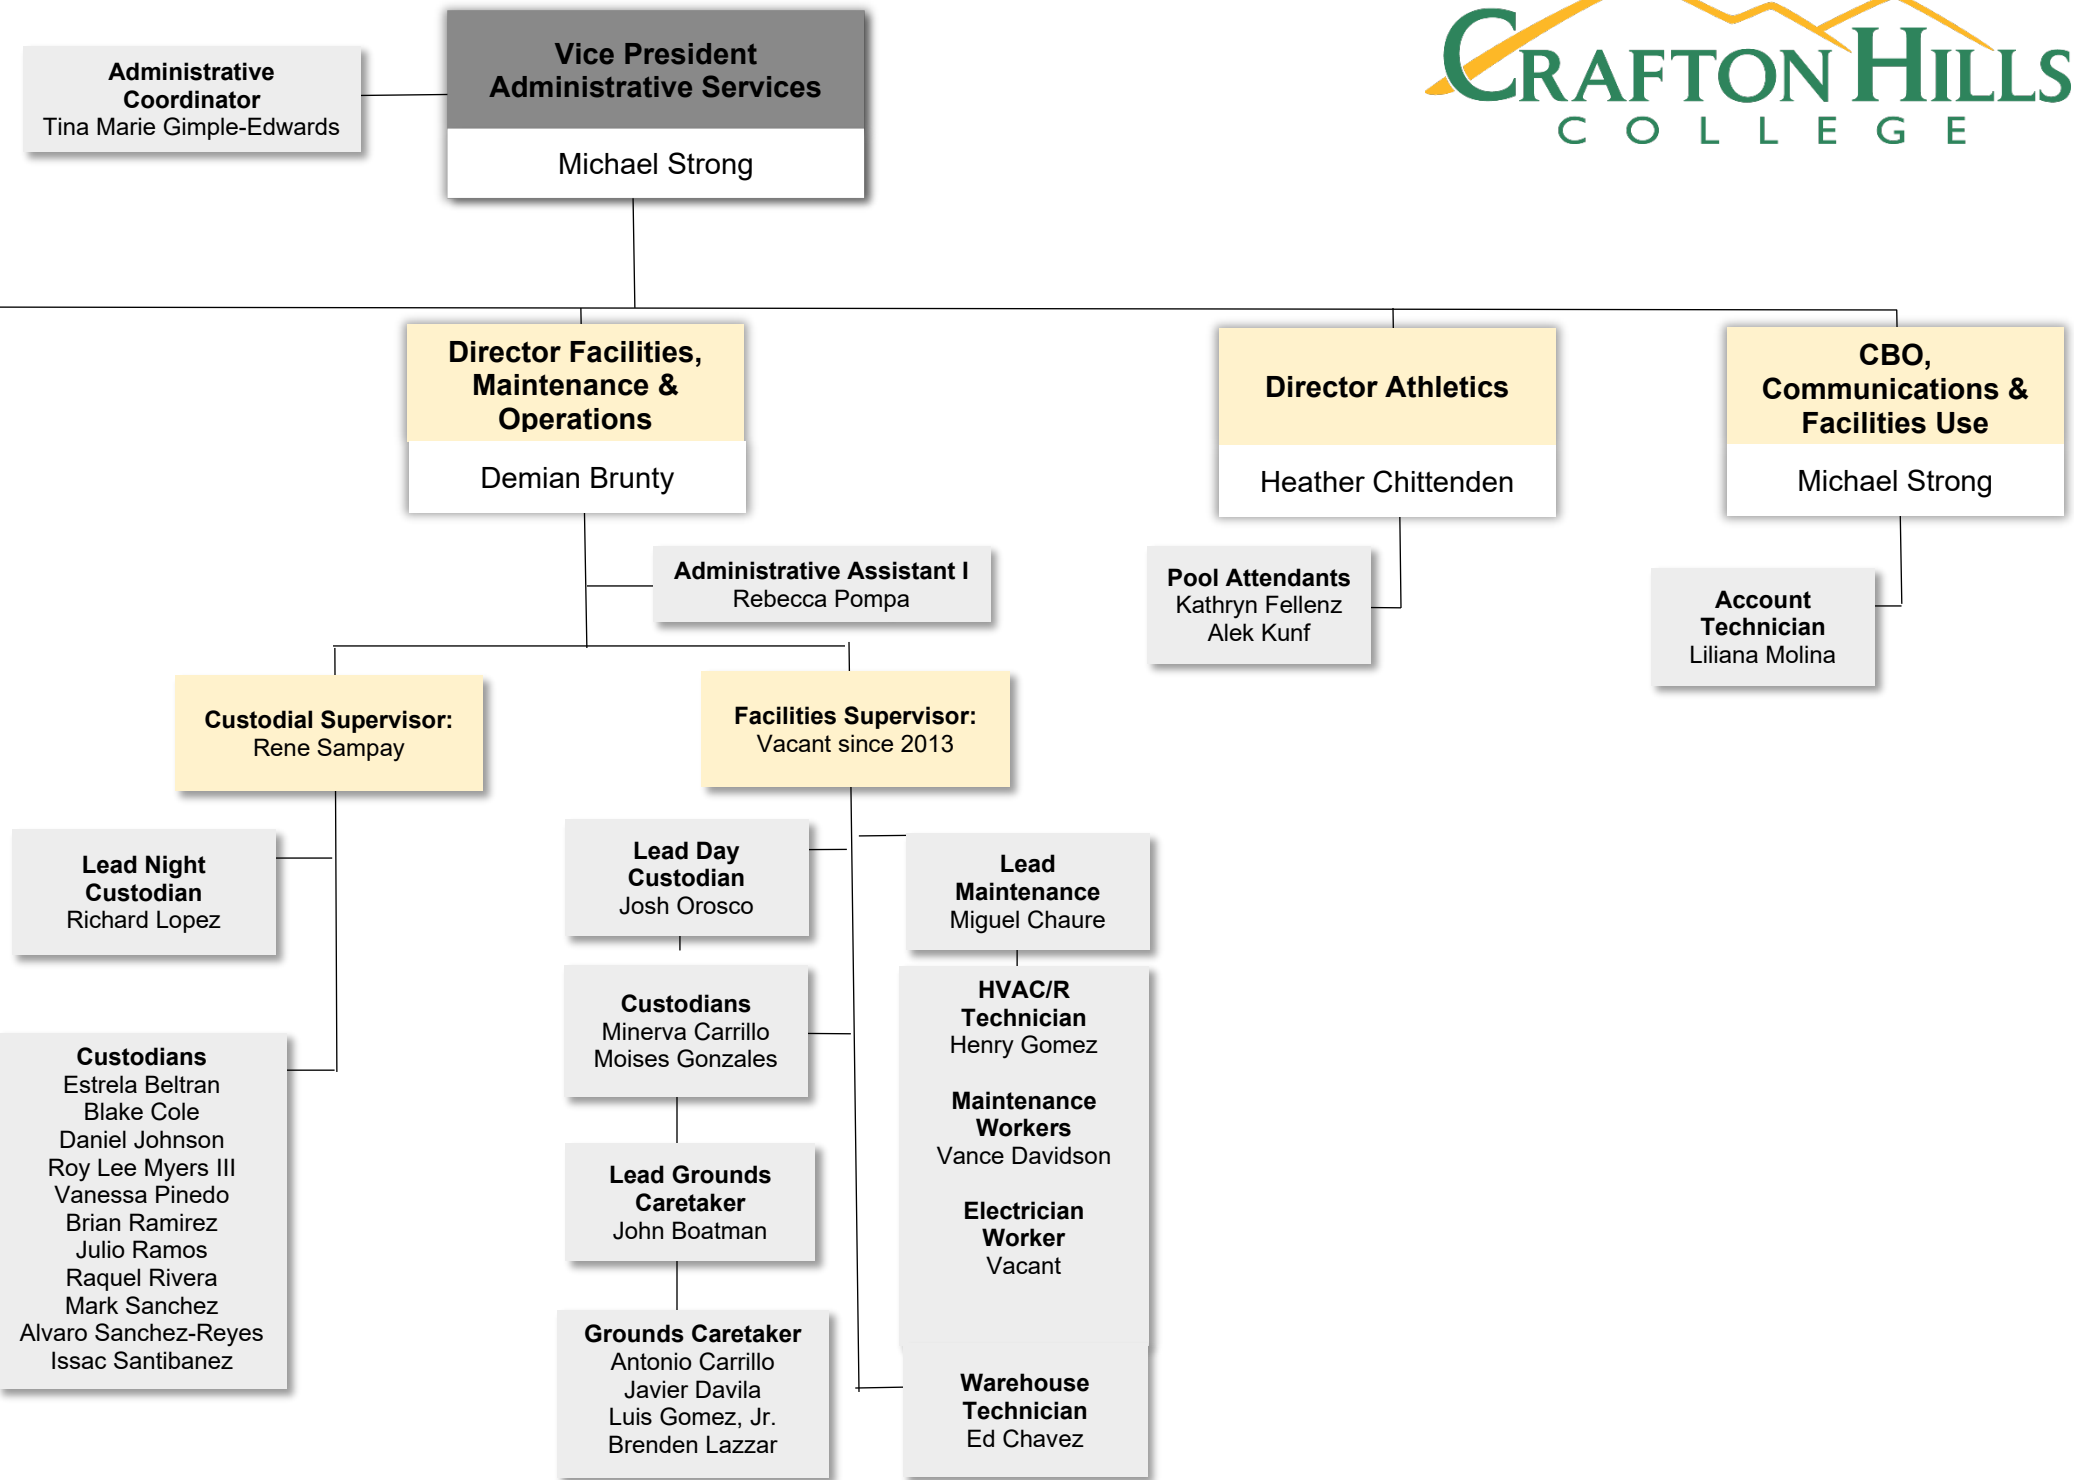 CRAFTON HILLS
COLLEGE
Administrative
Coordinator
Tina Marie Gimple-Edwards
Vice President
Administrative Services
Michael Strong
Director Facilities,
Maintenance &
Operations
Demian Brunty
Director Athletics
Heather Chittenden
CBO,
Communications &
Facilities Use
Michael Strong
Administrative Assistant I
Rebecca Pompa
Pool Attendants
Kathryn Fellenz
Alek Kunf
Account
Technician
Liliana Molina
Custodial Supervisor:
Rene Sampay
Facilities Supervisor:
Vacant since 2013
Lead Night
Custodian
Richard Lopez
Custodians
Estrela Beltran
Blake Cole
Daniel Johnson
Roy Lee Myers III
Vanessa Pinedo
Brian Ramirez
Julio Ramos
Raquel Rivera
Mark Sanchez
Alvaro Sanchez-Reyes
Issac Santibanez
Lead Day
Custodian
Josh Orosco
Custodians
Minerva Carrillo
Moises Gonzales
Lead Grounds
Caretaker
John Boatman
Grounds Caretaker
Antonio Carrillo
Javier Davila
Luis Gomez, Jr.
Brenden Lazzar
Lead
Maintenance
Miguel Chaure
HVAC/R
Technician
Henry Gomez
Maintenance
Workers
Vance Davidson
Electrician
Worker
Vacant
Warehouse
Technician
Ed Chavez